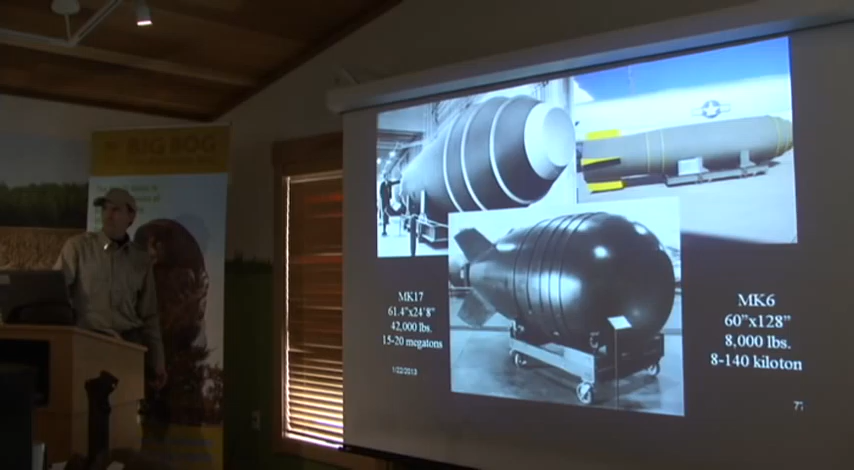 BIG BOG
MK17
61.4"x24'8"
42,000 lbs.
15-20 megatons
1/22/2013
MK6
60"x128"
8,000 lbs.
8-140 kiloton
77